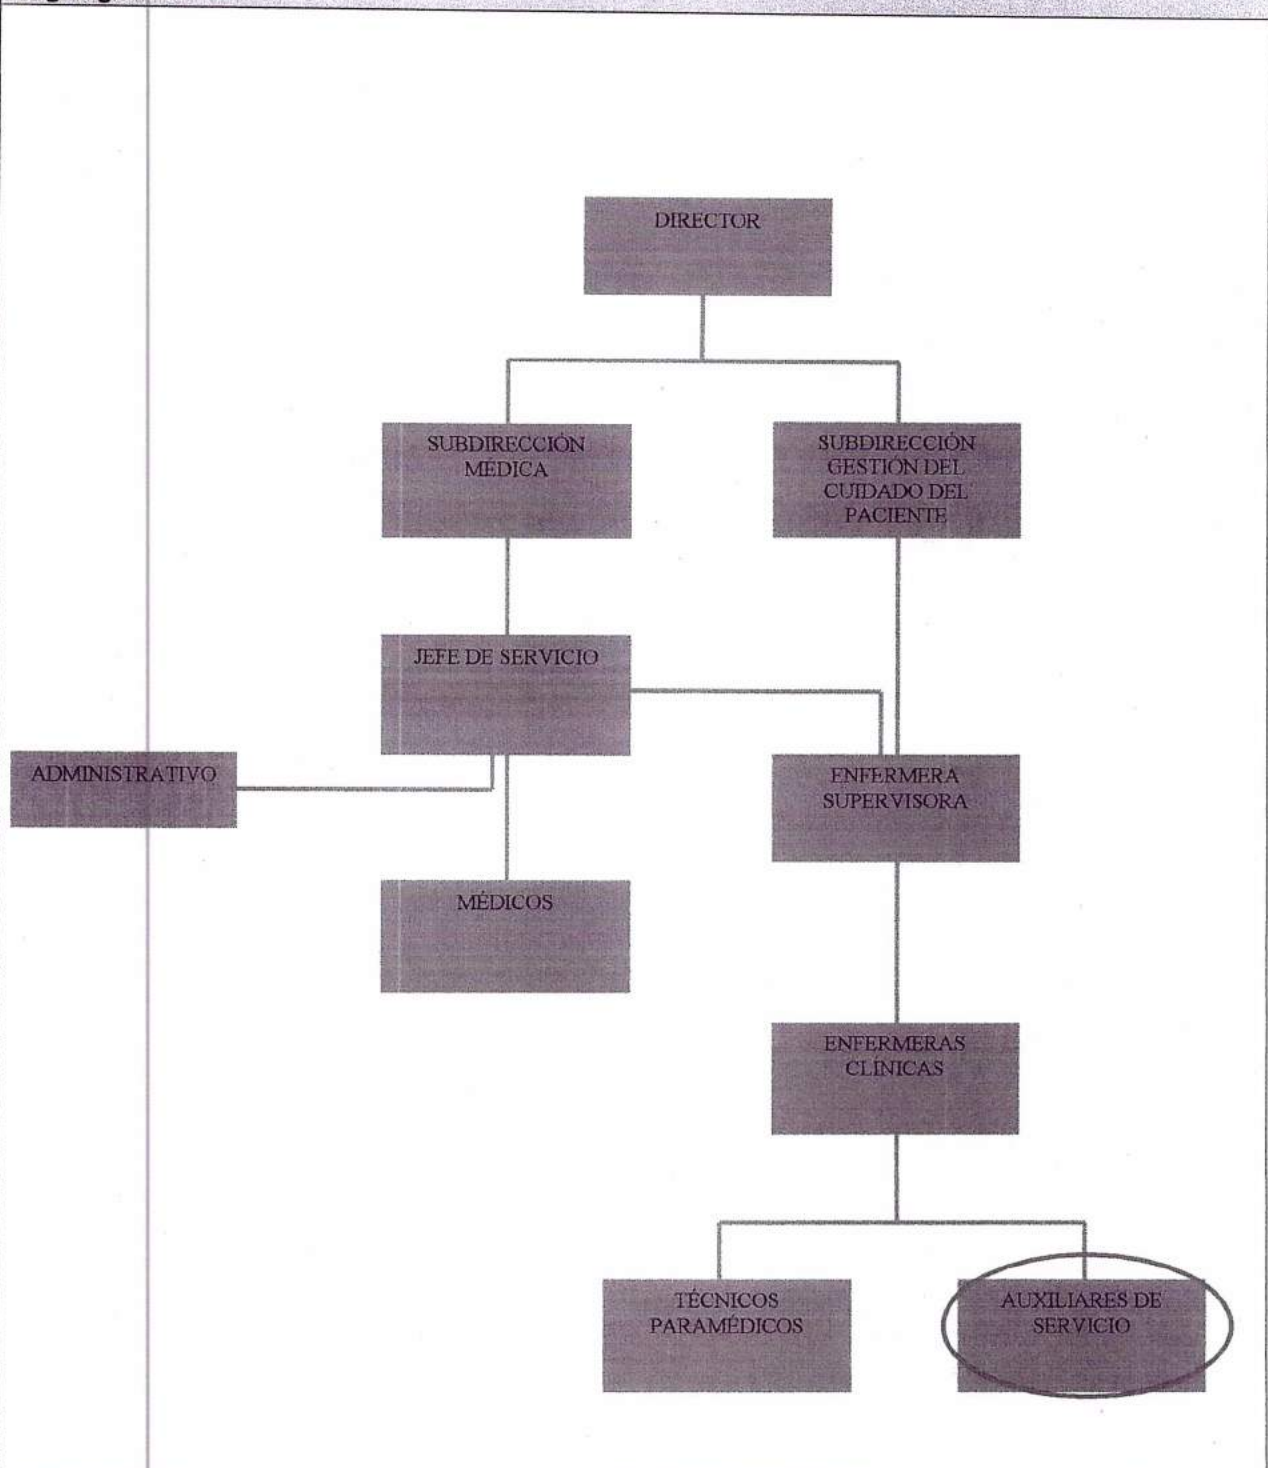 DIRECTOR
SUBDIRECCIÓN
MÉDICA
SUBDIRECCIÓN
GESTIÓN DEL
CUIDADO DEL
PACIENTE
JEFE DE SERVICIO
ADMINISTRATIVO
ENFERMERA
SUPERVISORA
MÉDICOS
ENFERMERAS
CLÍNICAS
TÉCNICOS
PARAMÉDICOS
AUXILIARES DE
SERVICIO